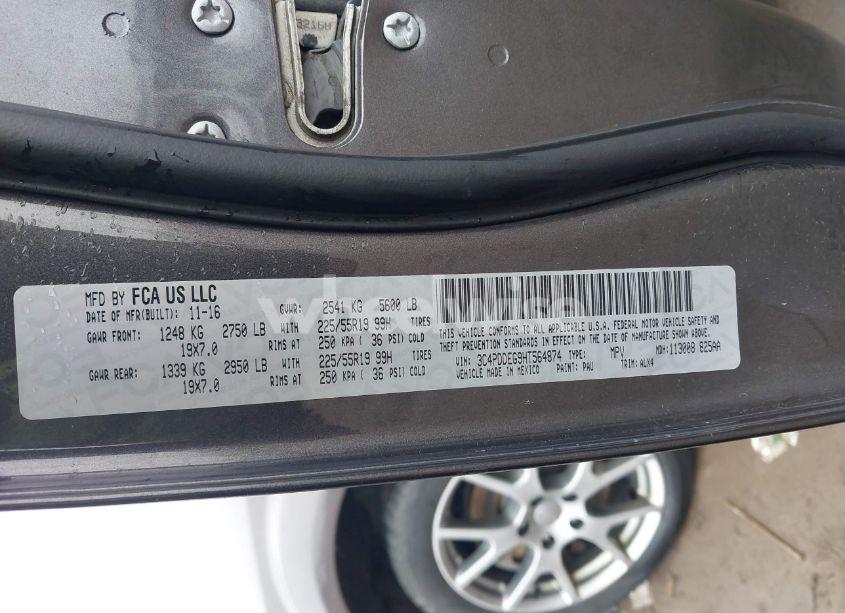 3216A
MFD BY FCA US LLC
DATE OF MFR(BUILT): 11-16 GVWR: 2541 KG 5600 LB
GAWR FRONT: 1248 KG 2750 LB WITH 225/55R19 99H TIRES
19X7.0 RIMS AT 250 KPA ( 36 PSI) COLD
GAWR REAR: 1339 KG 2950 LB WITH 225/55R19 99H TIRES
19X7.0 RIMS AT 250 KPA ( 36 PSI) COLD
THIS VEHICLE CONFORMS TO ALL APPLICABLE U.S.A. FEDERAL MOTOR VEHICLE SAFETY AND
THEFT PREVENTION STANDARDS IN EFFECT ON THE DATE OF MANUFACTURE SHOWN ABOVE.
VIN: 3C4PDDEG9HT564874 TYPE: MPV MDH: 113008 625AA
VEHICLE MADE IN MEXICO PAINT: PAU TRIM: ALX4